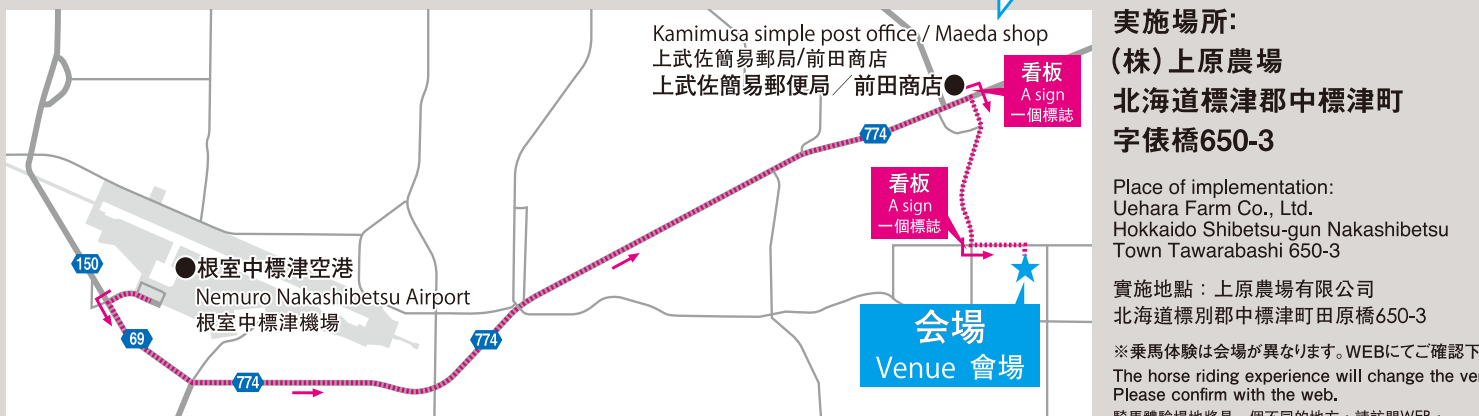 Kamimusa simple post office / Maeda shop
上武佐簡易郵局/前田商店
上武佐簡易郵便局／前田商店
看板
A sign
一個標誌
774
看板
A sign
一個標誌
150
根室中標津空港
Nemuro Nakashibetsu Airport
根室中標津機場
69
774
774
会場
Venue 會場
実施場所:
(株)上原農場
北海道標津郡中標津町
字俵橋650-3
Place of implementation:
Uehara Farm Co., Ltd.
Hokkaido Shibetsu-gun Nakashibetsu
Town Tawarabashi 650-3
實施地點：上原農場有限公司
北海道標別郡中標津町田原橋650-3
※乗馬体験は会場が異なります。WEBにてご確認下
The horse riding experience will change the ve
Please confirm with the web.